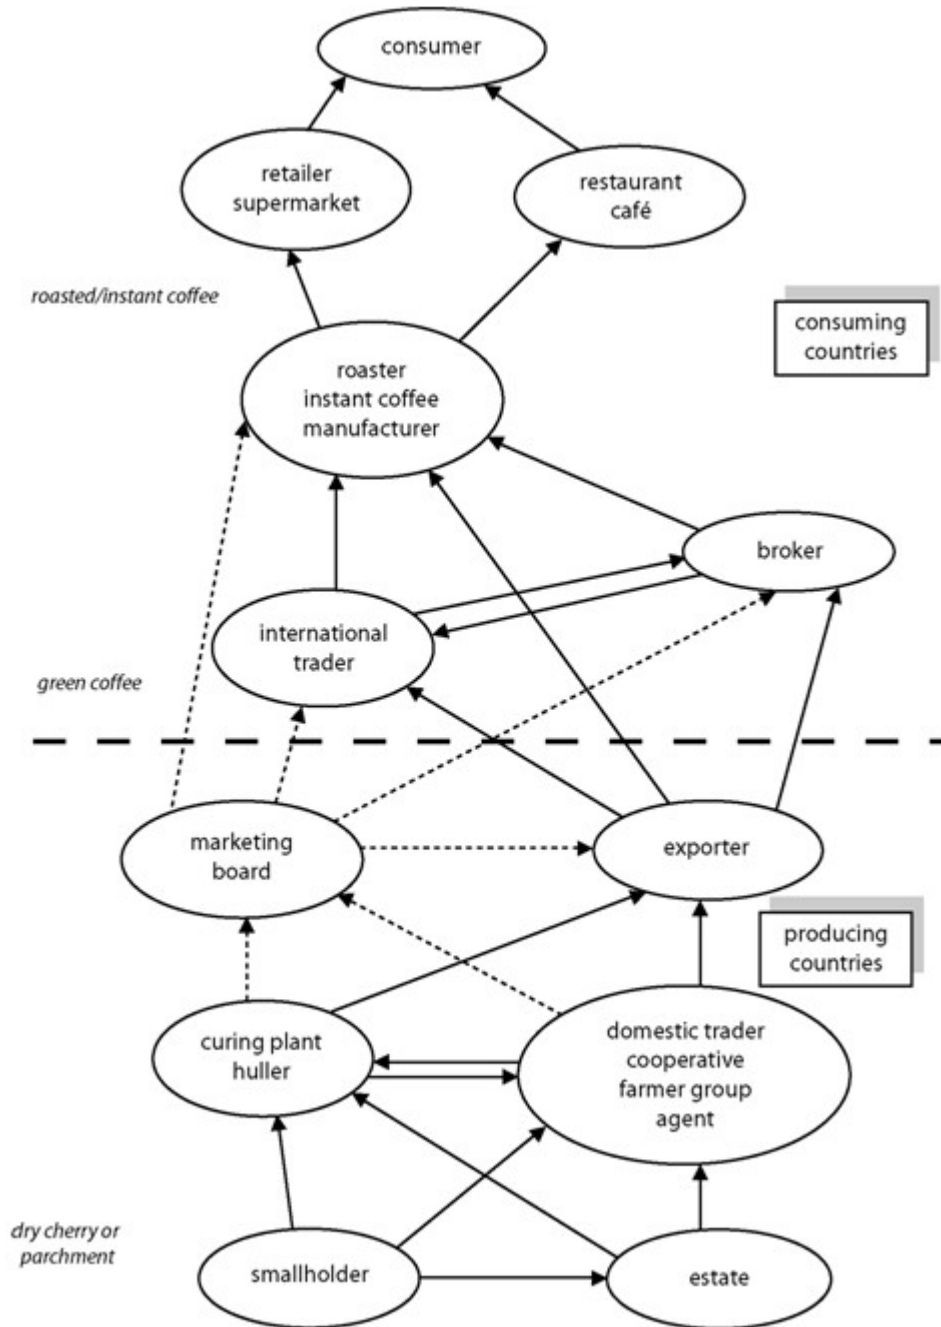 consumer
retailer
supermarket
restaurant
café
roasted/instant coffee
consuming
countries
roaster
instant coffee
manufacturer
broker
international
trader
green coffee
marketing
board
exporter
producing
countries
curing plant
huller
domestic trader
cooperative
farmer group
agent
dry cherry or
parchment
smallholder
estate